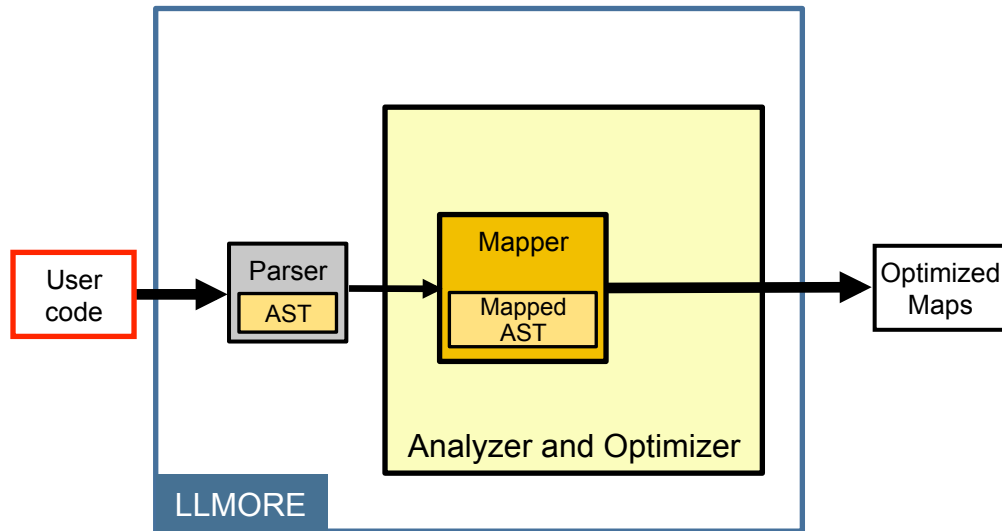 User
code
Parser
AST
Mapper
Mapped
AST
Optimized
Maps
Analyzer and Optimizer
LLMORE